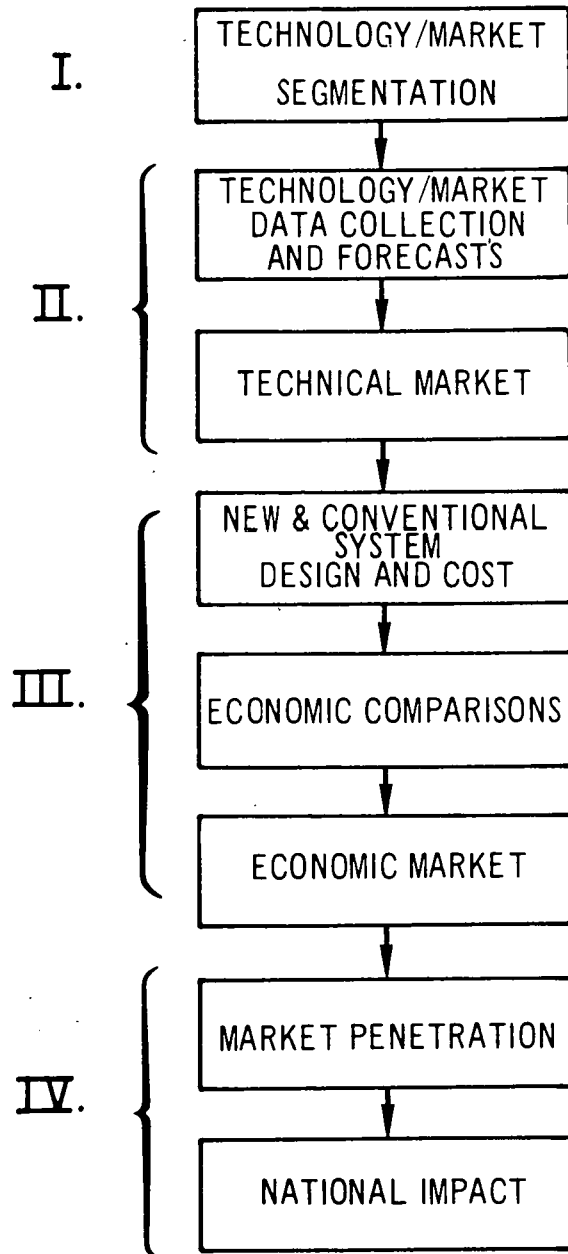 I.
TECHNOLOGY/MARKET
SEGMENTATION
II.
TECHNOLOGY/MARKET
DATA COLLECTION
AND FORECASTS
TECHNICAL MARKET
III.
NEW & CONVENTIONAL
SYSTEM
DESIGN AND COST
ECONOMIC COMPARISONS
ECONOMIC MARKET
IV.
MARKET PENETRATION
NATIONAL IMPACT